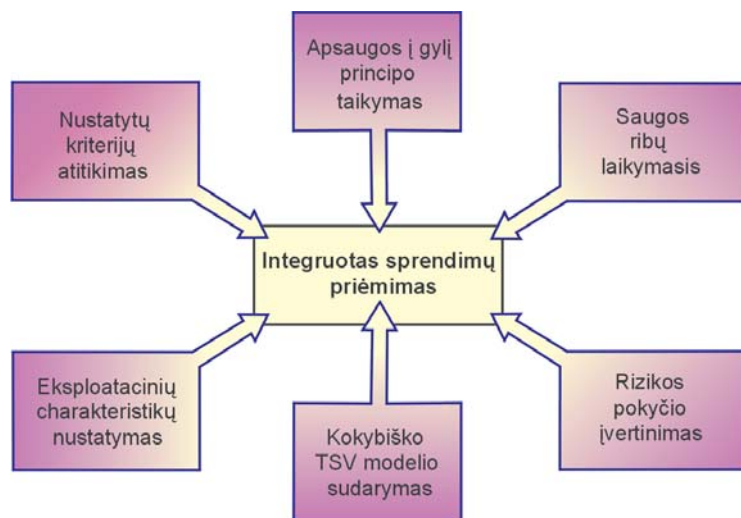 Apsaugos į gylį
principo
taikymas
Nustatytų
kriterijų
atitikimas
Saugos
ribų
laikymasis
Integruotas sprendimų
priėmimas
Eksploatacinių
charakteristikų
nustatymas
Kokybiško
TSV modelio
sudarymas
Rizikos
pokyčio
įvertinimas